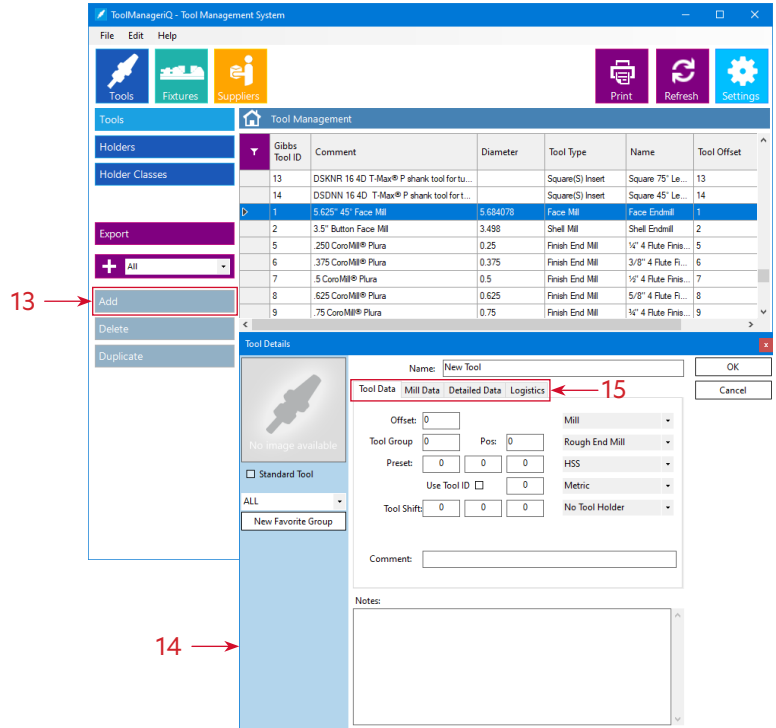 ToolManageriQ - Tool Management System
File Edit Help
Tools Fixtures Suppliers Print Refresh Settings
Tools
Holders
Holder Classes
Export
All
13
Add
Delete
Duplicate
Tool Management
Gibbs Tool ID Comment Diameter Tool Type Name Tool Offset
13 DSKNR 16 4D T-Max® P shank tool for tu... Square(S) Insert Square 75° Le... 13
14 DSDNN 16 4D T-Max® P shank tool for t... Square(S) Insert Square 45° Le... 14
1 5.625" 45° Face Mill 5.684078 Face Mill Face Endmill 1
2 3.5" Button Face Mill 3.498 Shell Mill Shell Endmill 2
5 .250 CoroMill® Plura 0.25 Finish End Mill ¼" 4 Flute Finis... 5
6 .375 CoroMill® Plura 0.375 Finish End Mill 3/8" 4 Flute Fi... 6
7 .5 CoroMill® Plura 0.5 Finish End Mill ½" 4 Flute Finis... 7
8 .625 CoroMill® Plura 0.625 Finish End Mill 5/8" 4 Flute Fi... 8
9 .75 CoroMill® Plura 0.75 Finish End Mill ¾" 4 Flute Finis... 9
Tool Details
No image available
Standard Tool
ALL
New Favorite Group
14
Name: New Tool
OK
Cancel
Tool Data Mill Data Detailed Data Logistics
15
Offset: 0 Mill
Tool Group 0 Pos: 0 Rough End Mill
Preset: 0 0 0 HSS
Use Tool ID 0 Metric
Tool Shift: 0 0 0 No Tool Holder
Comment:
Notes: